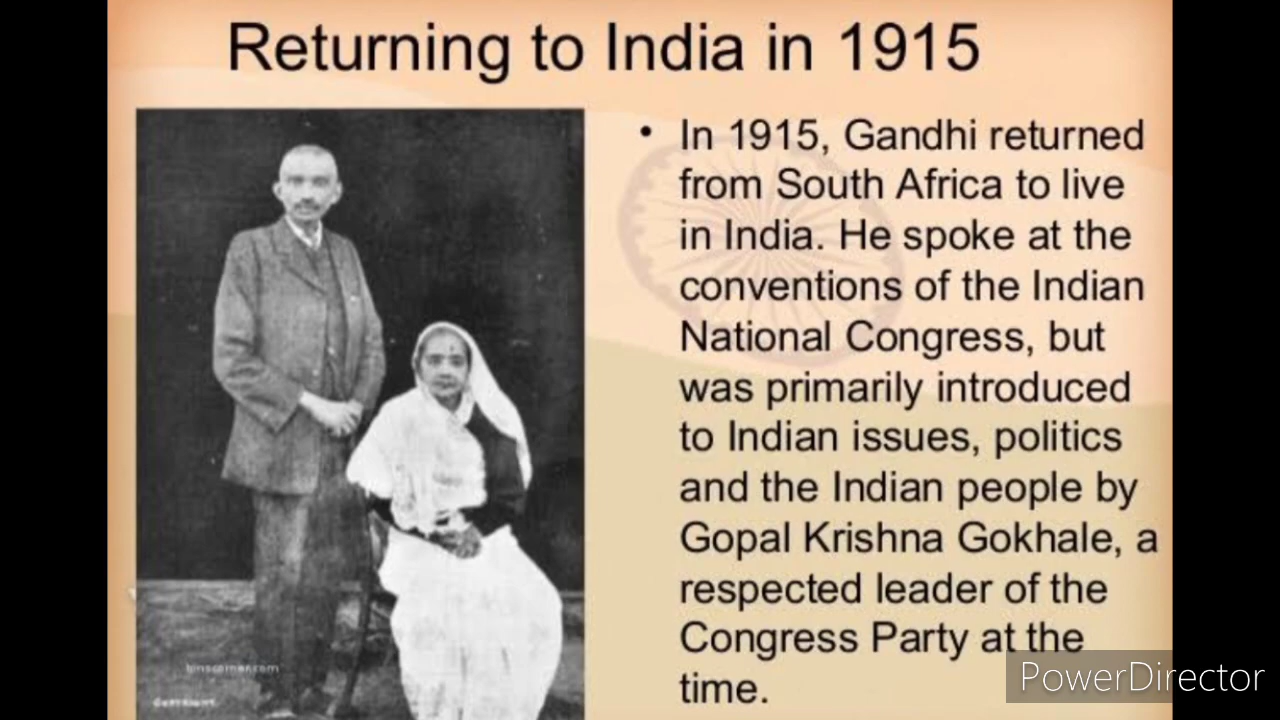 Returning to India in 1915
• In 1915, Gandhi returned
from South Africa to live
in India. He spoke at the
conventions of the Indian
National Congress, but
was primarily introduced
to Indian issues, politics
and the Indian people by
Gopal Krishna Gokhale, a
respected leader of the
Congress Party at the
time.
PowerDirector